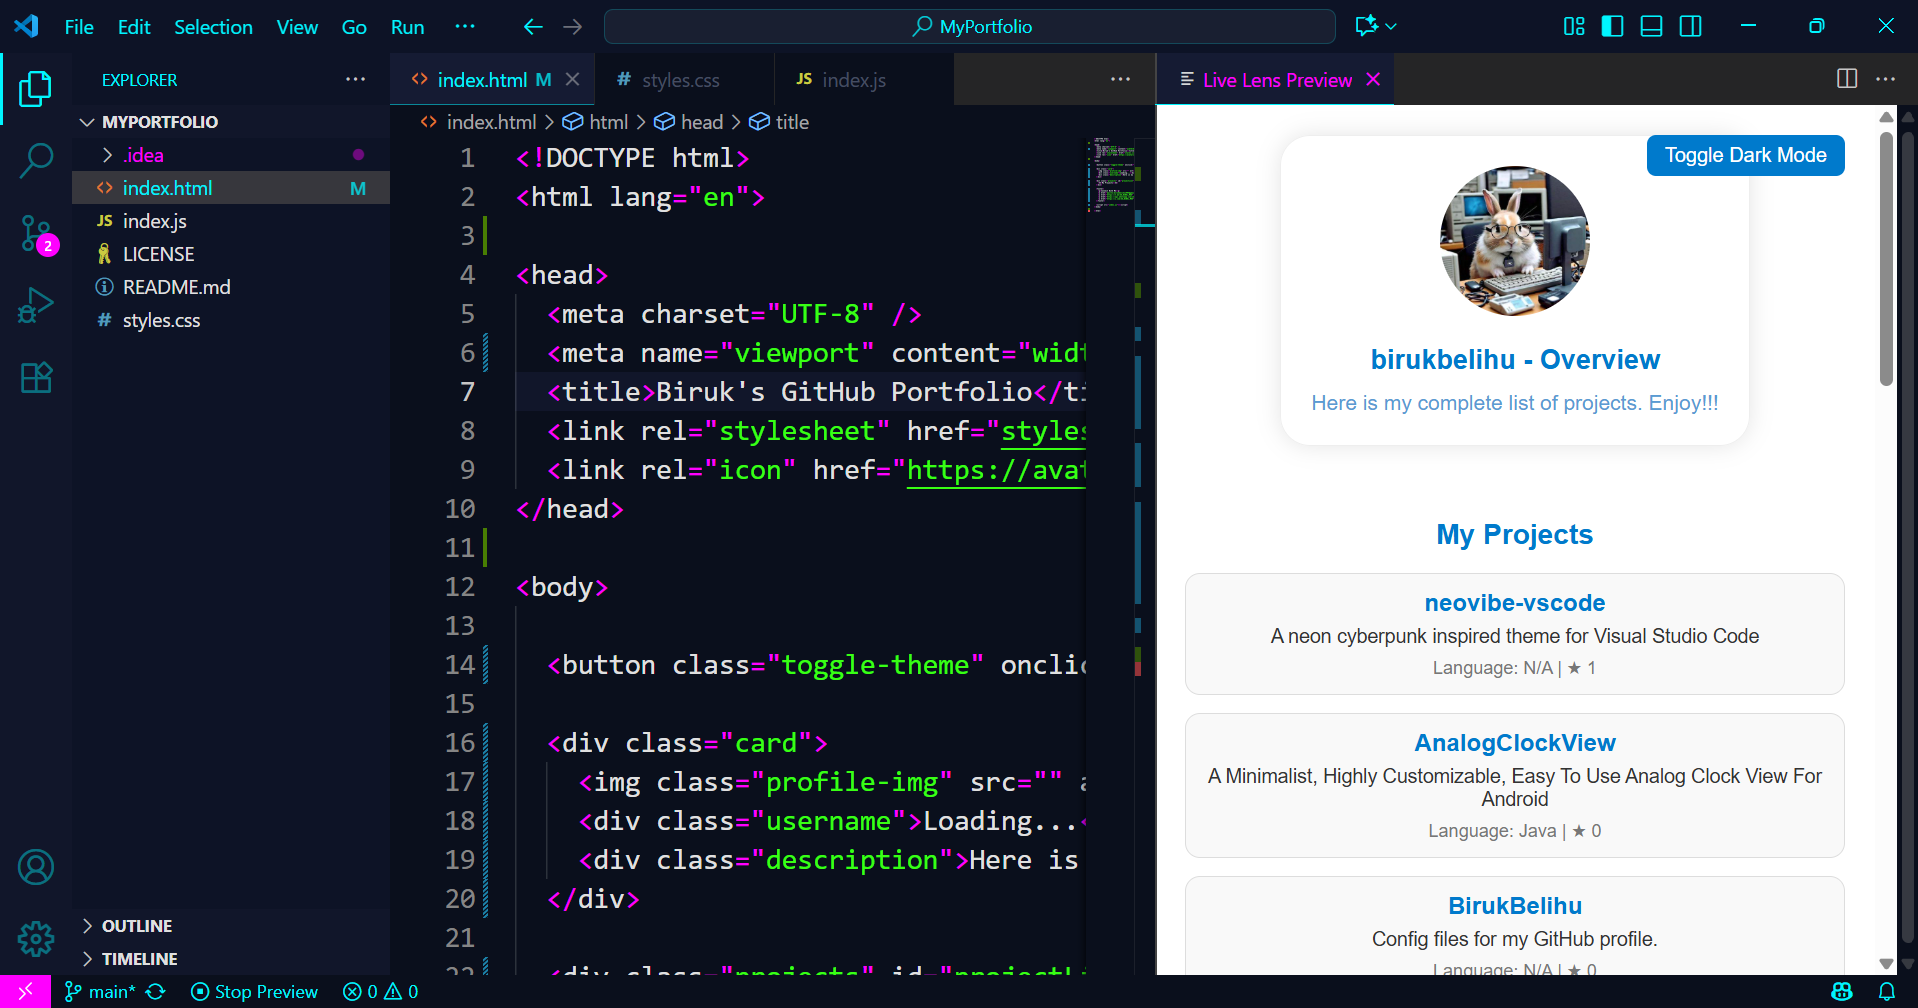 File Edit Selection View Go Run ··· MyPortfolio
EXPLORER
MYPORTFOLIO
.idea
index.html M
index.js
LICENSE
README.md
styles.css
OUTLINE
TIMELINE
index.html M
# styles.css
JS index.js
index.html > html > head > title
1 <!DOCTYPE html>
2 <html lang="en">
3
4 <head>
5 <meta charset="UTF-8" />
6 <meta name="viewport" content="widt
7 <title>Biruk's GitHub Portfolio</ti
8 <link rel="stylesheet" href="styles
9 <link rel="icon" href="https://avat
10 </head>
11
12 <body>
13
14 <button class="toggle-theme" onclic
15
16 <div class="card">
17 <img class="profile-img" src="" a
18 <div class="username">Loading...<
19 <div class="description">Here is
20 </div>
21
22 <div class="projects" id="projectLi
Live Lens Preview
Toggle Dark Mode
birukbelihu - Overview
Here is my complete list of projects. Enjoy!!!
My Projects
neovibe-vscode
A neon cyberpunk inspired theme for Visual Studio Code
Language: N/A | ★ 1
AnalogClockView
A Minimalist, Highly Customizable, Easy To Use Analog Clock View For
Android
Language: Java | ★ 0
BirukBelihu
Config files for my GitHub profile.
Language: N/A | ★ 0
2
main* Stop Preview 0 0